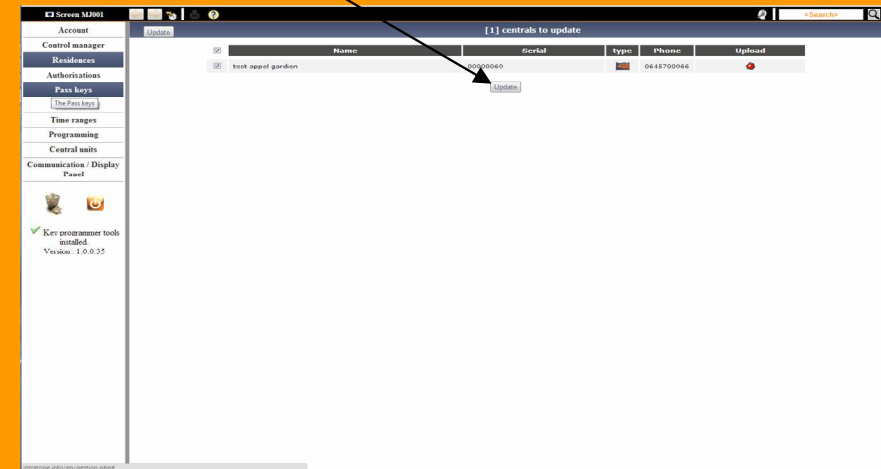 Screen MJ001
«Search»
Account
Update
[1] centrals to update
Control manager
Name Serial type Phone Upload
Residences
test appel gardien 00000069 0645700966
Authorisations
Update
Pass keys
The Pass keys
Time ranges
Programming
Central units
Communication / Display
Panel
Key programmer tools
installed.
Version : 1.0.0.35